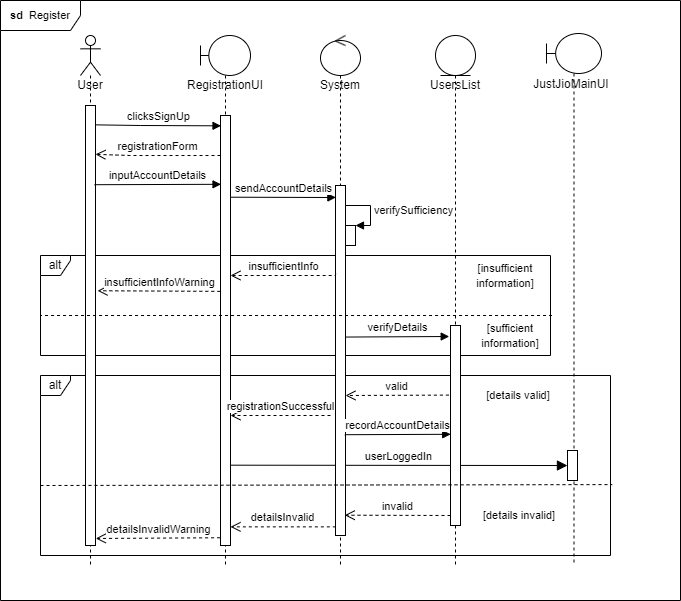 sd Register
User
RegistrationUI
System
UsersList
JustJioMainUI
clicksSignUp
registrationForm
inputAccountDetails
sendAccountDetails
verifySufficiency
alt
[insufficient
information]
insufficientInfo
insufficientInfoWarning
verifyDetails
[sufficient
information]
alt
valid
[details valid]
registrationSuccessful
recordAccountDetails
userLoggedIn
invalid
[details invalid]
detailsInvalid
detailsInvalidWarning